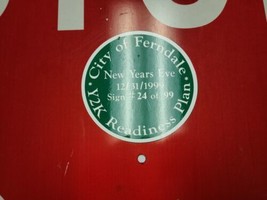 City of Ferndale
New Years Eve
12/31/1999
Sign # 24 of 99
Y2K Readiness Plan